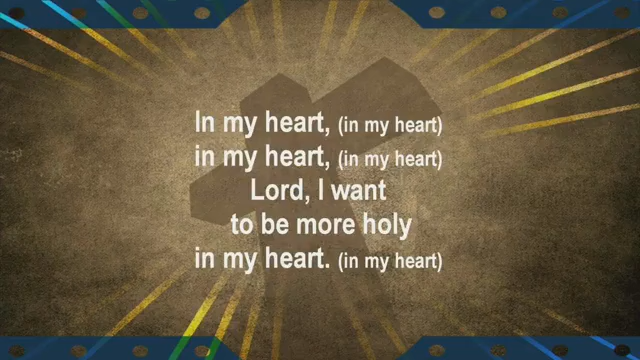 In my heart, (in my heart)
in my heart, (in my heart)
Lord, I want
to be more holy
in my heart. (in my heart)